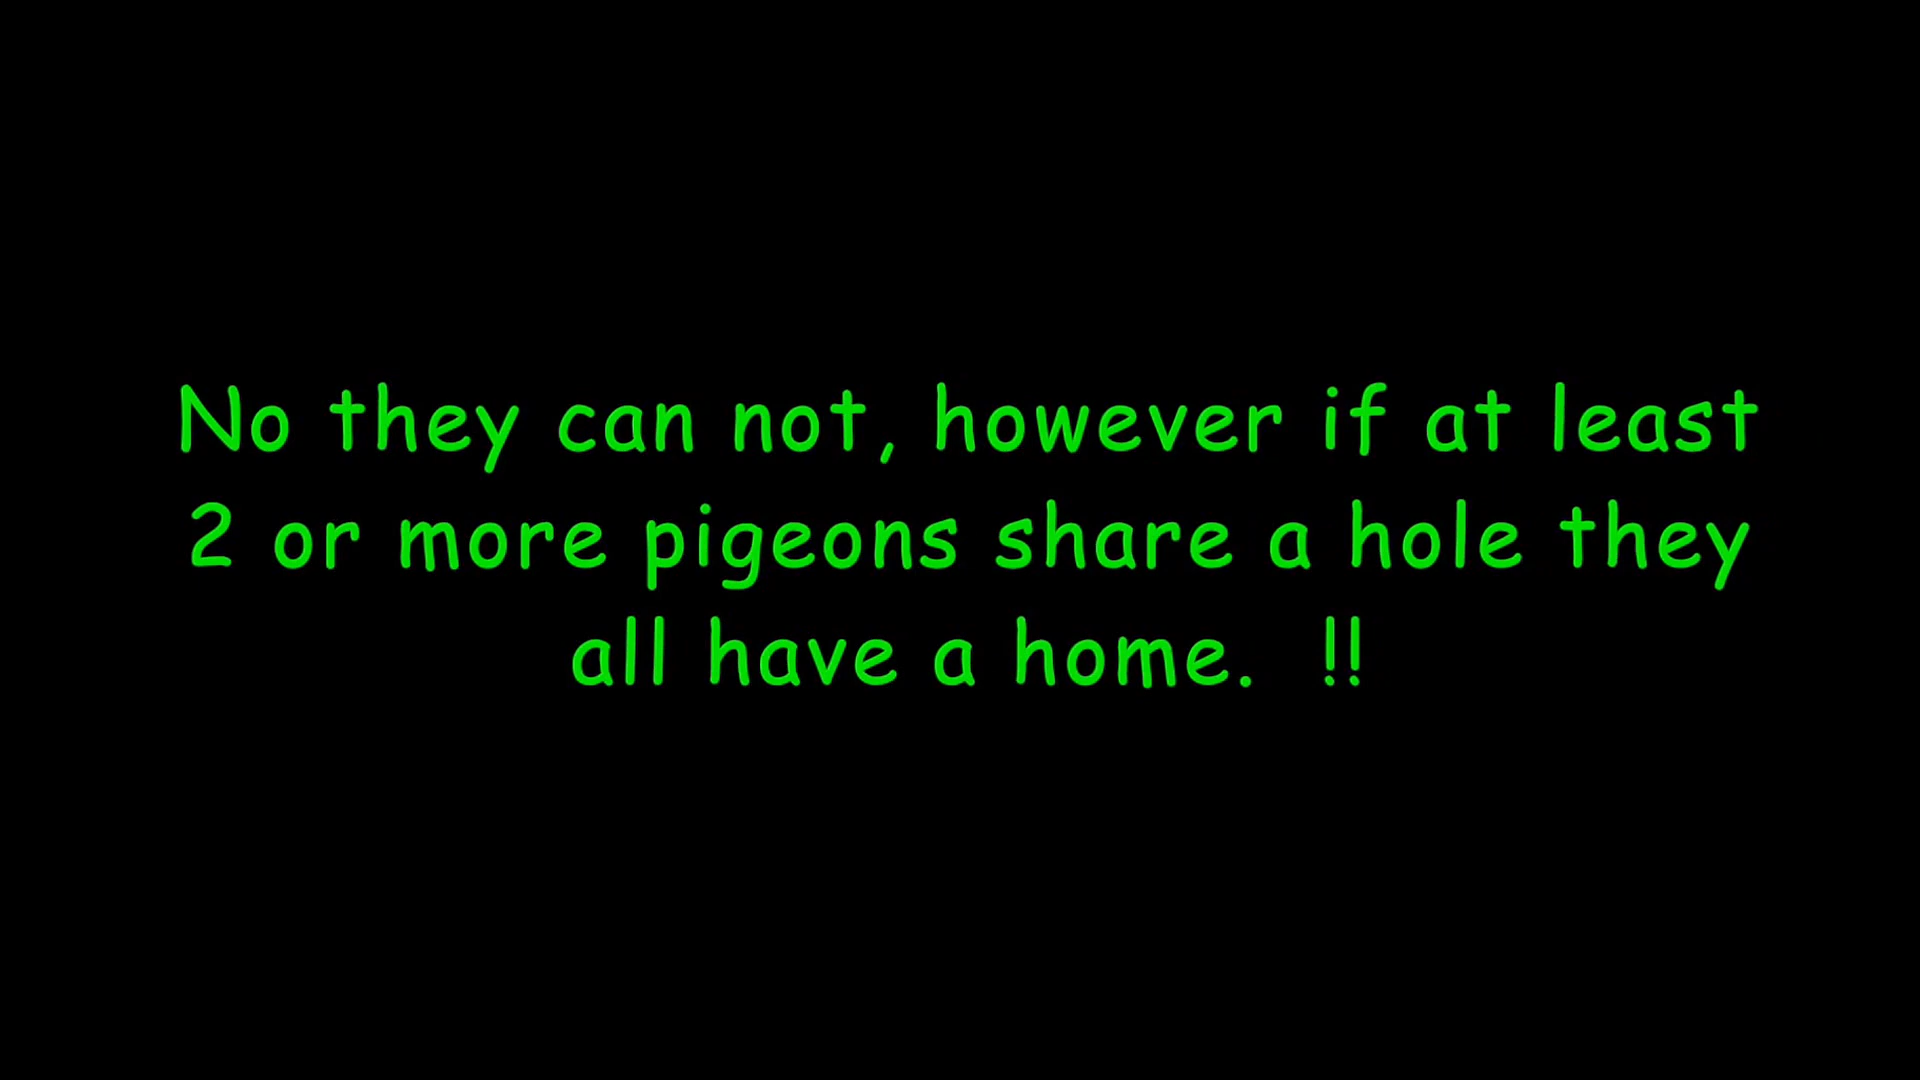 No they can not, however if at least
2 or more pigeons share a hole they
all have a home.  !!